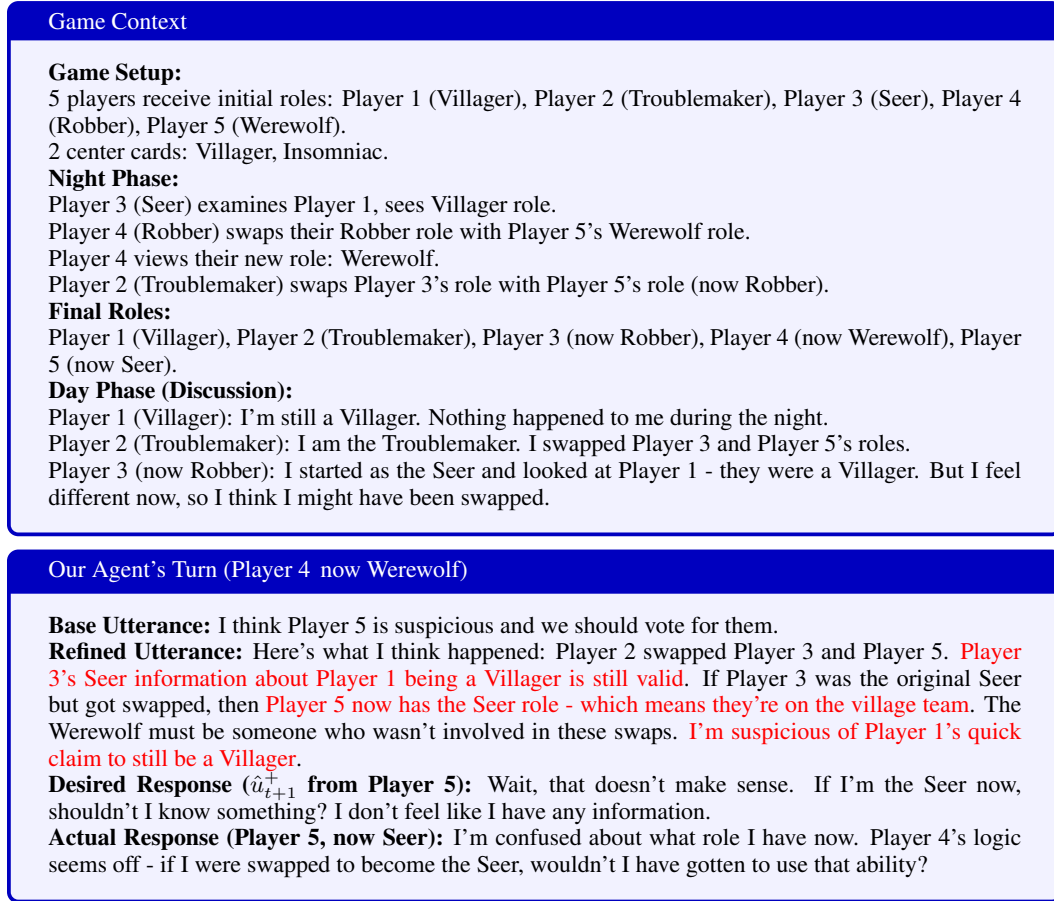 Game Context
Game Setup:
5 players receive initial roles: Player 1 (Villager), Player 2 (Troublemaker), Player 3 (Seer), Player 4
(Robber), Player 5 (Werewolf).
2 center cards: Villager, Insomniac.
Night Phase:
Player 3 (Seer) examines Player 1, sees Villager role.
Player 4 (Robber) swaps their Robber role with Player 5's Werewolf role.
Player 4 views their new role: Werewolf.
Player 2 (Troublemaker) swaps Player 3's role with Player 5's role (now Robber).
Final Roles:
Player 1 (Villager), Player 2 (Troublemaker), Player 3 (now Robber), Player 4 (now Werewolf), Player
5 (now Seer).
Day Phase (Discussion):
Player 1 (Villager): I'm still a Villager. Nothing happened to me during the night.
Player 2 (Troublemaker): I am the Troublemaker. I swapped Player 3 and Player 5's roles.
Player 3 (now Robber): I started as the Seer and looked at Player 1 - they were a Villager. But I feel
different now, so I think I might have been swapped.
Our Agent's Turn (Player 4 now Werewolf)
Base Utterance: I think Player 5 is suspicious and we should vote for them.
Refined Utterance: Here's what I think happened: Player 2 swapped Player 3 and Player 5. Player
3's Seer information about Player 1 being a Villager is still valid. If Player 3 was the original Seer
but got swapped, then Player 5 now has the Seer role - which means they're on the village team. The
Werewolf must be someone who wasn't involved in these swaps. I'm suspicious of Player 1's quick
claim to still be a Villager.
Desired Response (û⁺ₜ₊₁ from Player 5): Wait, that doesn't make sense. If I'm the Seer now,
shouldn't I know something? I don't feel like I have any information.
Actual Response (Player 5, now Seer): I'm confused about what role I have now. Player 4's logic
seems off - if I were swapped to become the Seer, wouldn't I have gotten to use that ability?